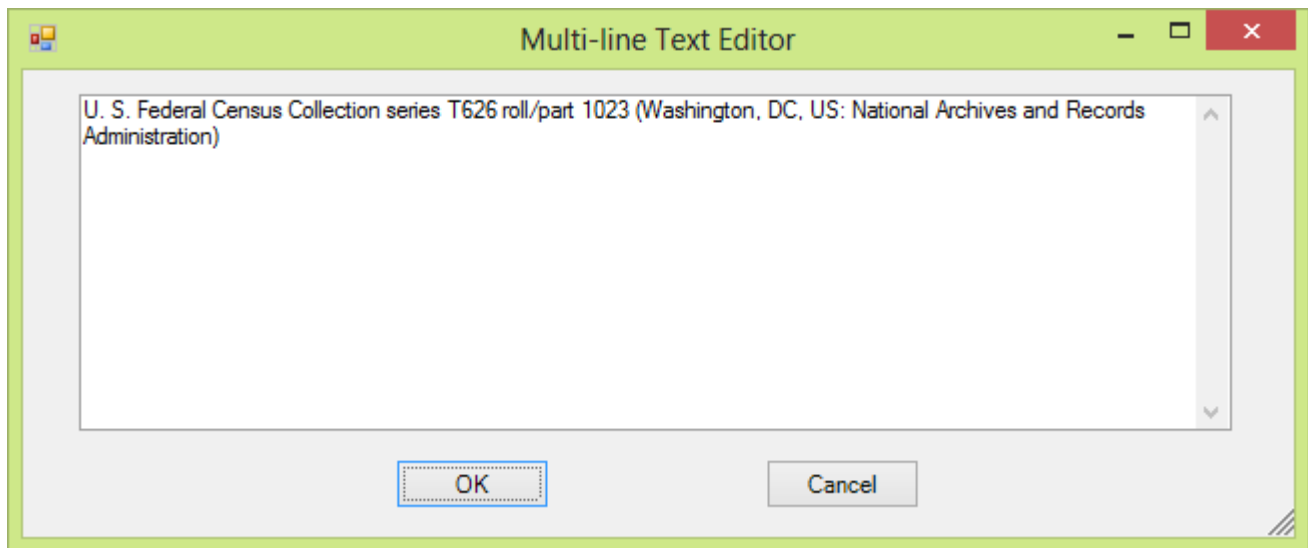 Multi-line Text Editor
U. S. Federal Census Collection series T626 roll/part 1023 (Washington, DC, US: National Archives and Records
Administration)
OK
Cancel